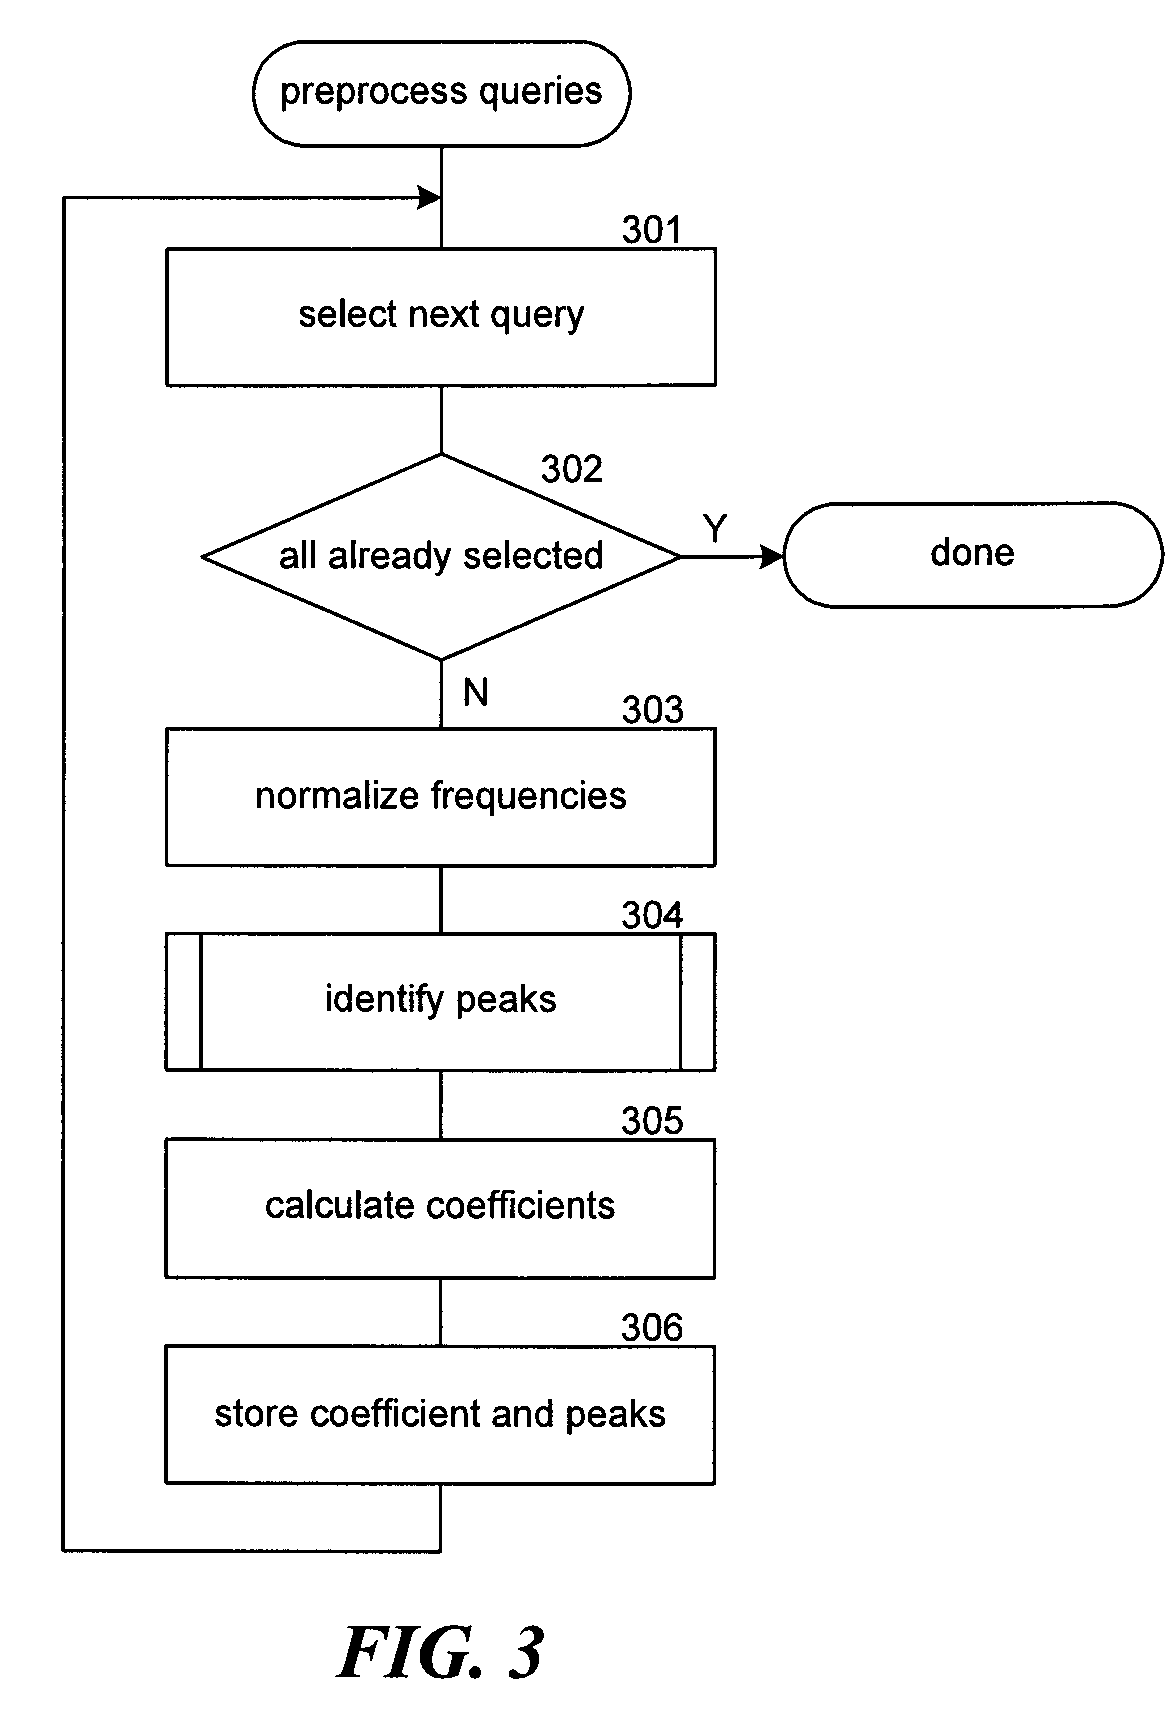 preprocess queries
301
select next query
302
all already selected
Y
done
N
303
normalize frequencies
304
identify peaks
305
calculate coefficients
306
store coefficient and peaks
FIG. 3